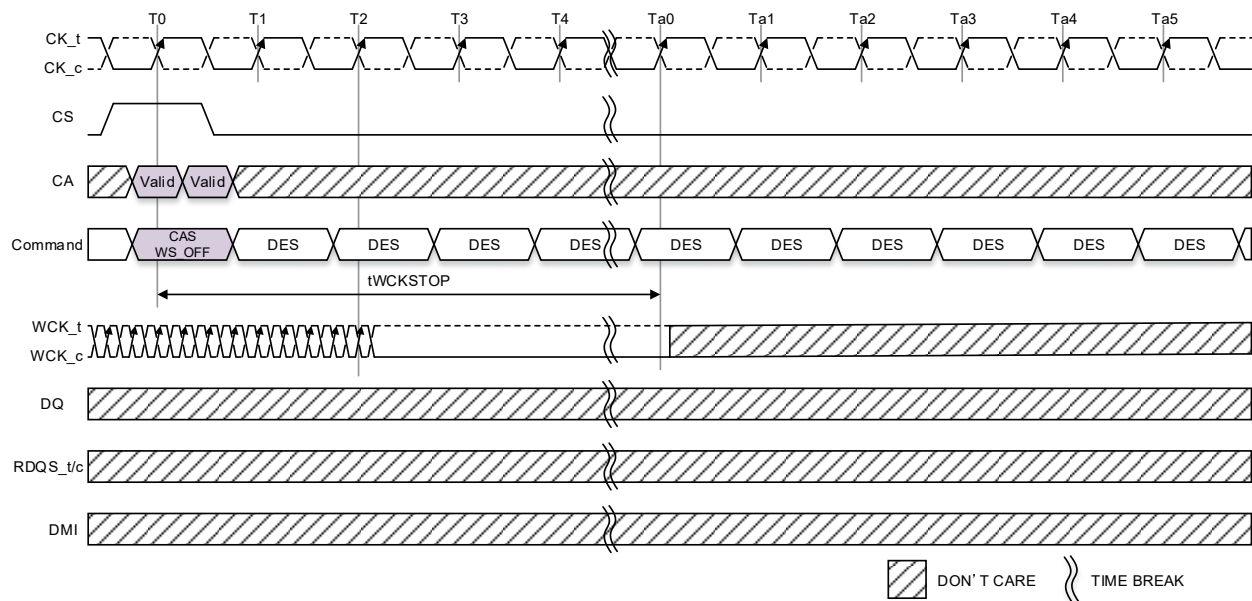 T0 T1 T2 T3 T4 Ta0 Ta1 Ta2 Ta3 Ta4 Ta5
CK_t
CK_c
CS
CA Valid Valid
Command CAS WS_OFF DES DES DES DES DES DES DES DES DES DES
tWCKSTOP
WCK_t
WCK_c
DQ
RDQS_t/c
DMI
DON'T CARE TIME BREAK